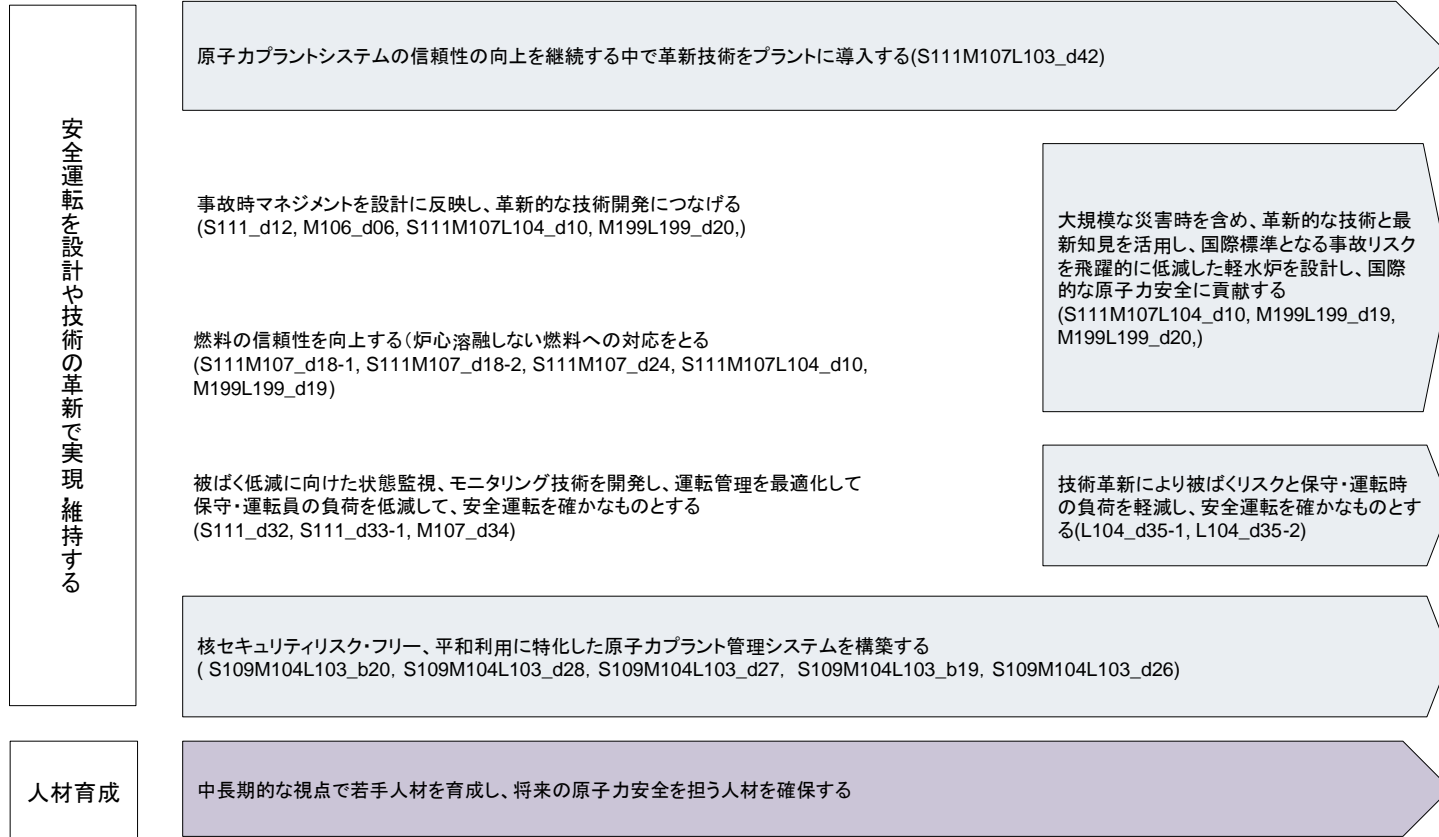 安全運転を設計や技術の革新で実現・維持する
原子力プラントシステムの信頼性の向上を継続する中で革新技術をプラントに導入する(S111M107L103_d42)
事故時マネジメントを設計に反映し、革新的な技術開発につなげる
(S111_d12, M106_d06, S111M107L104_d10, M199L199_d20,)
燃料の信頼性を向上する(炉心溶融しない燃料への対応をとる
(S111M107_d18-1, S111M107_d18-2, S111M107_d24, S111M107L104_d10,
M199L199_d19)
大規模な災害時を含め、革新的な技術と最
新知見を活用し、国際標準となる事故リスク
を飛躍的に低減した軽水炉を設計し、国際
的な原子力安全に貢献する
(S111M107L104_d10, M199L199_d19,
M199L199_d20,)
被ばく低減に向けた状態監視、モニタリング技術を開発し、運転管理を最適化して
保守・運転員の負荷を低減して、安全運転を確かなものとする
(S111_d32, S111_d33-1, M107_d34)
技術革新により被ばくリスクと保守・運転時
の負荷を軽減し、安全運転を確かなものとす
る(L104_d35-1, L104_d35-2)
核セキュリティリスク・フリー、平和利用に特化した原子力プラント管理システムを構築する
( S109M104L103_b20, S109M104L103_d28, S109M104L103_d27, S109M104L103_b19, S109M104L103_d26)
人材育成
中長期的な視点で若手人材を育成し、将来の原子力安全を担う人材を確保する